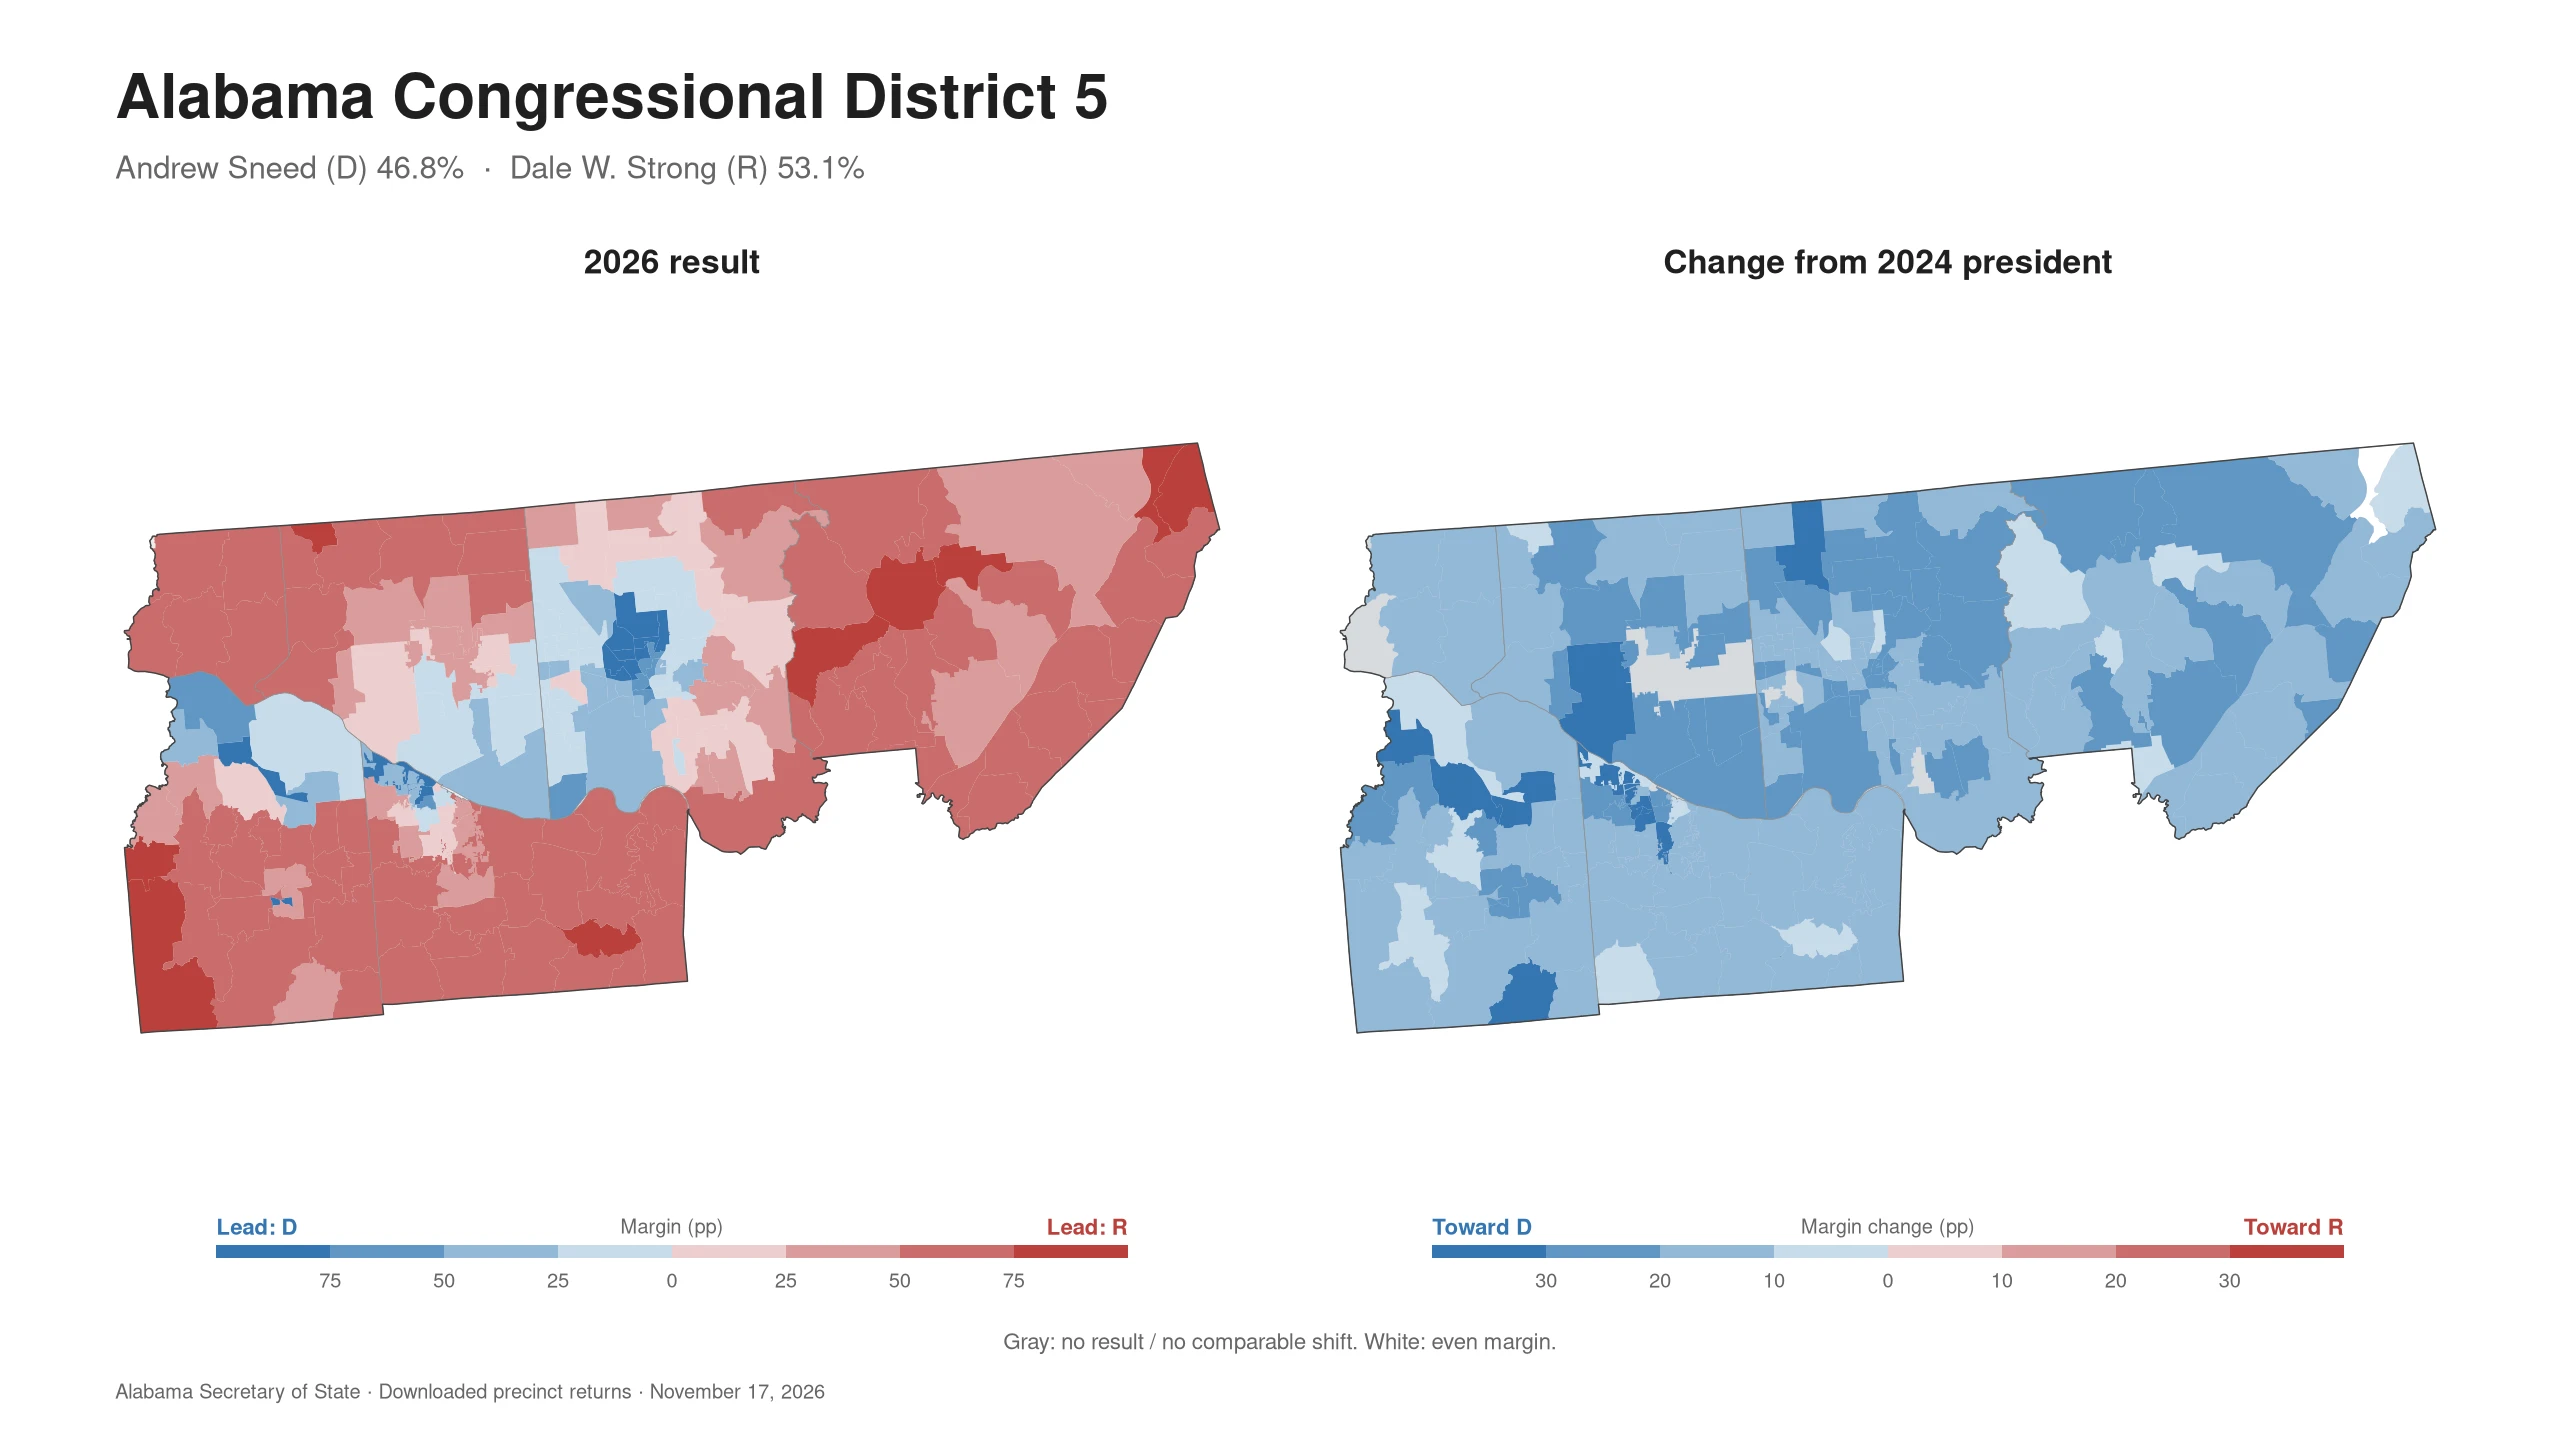 Alabama Congressional District 5
Andrew Sneed (D) 46.8% · Dale W. Strong (R) 53.1%
2026 result
Change from 2024 president
Lead: D
Margin (pp)
Lead: R
75 50 25 0 25 50 75
Toward D
Margin change (pp)
Toward R
30 20 10 0 10 20 30
Gray: no result / no comparable shift. White: even margin.
Alabama Secretary of State · Downloaded precinct returns · November 17, 2026